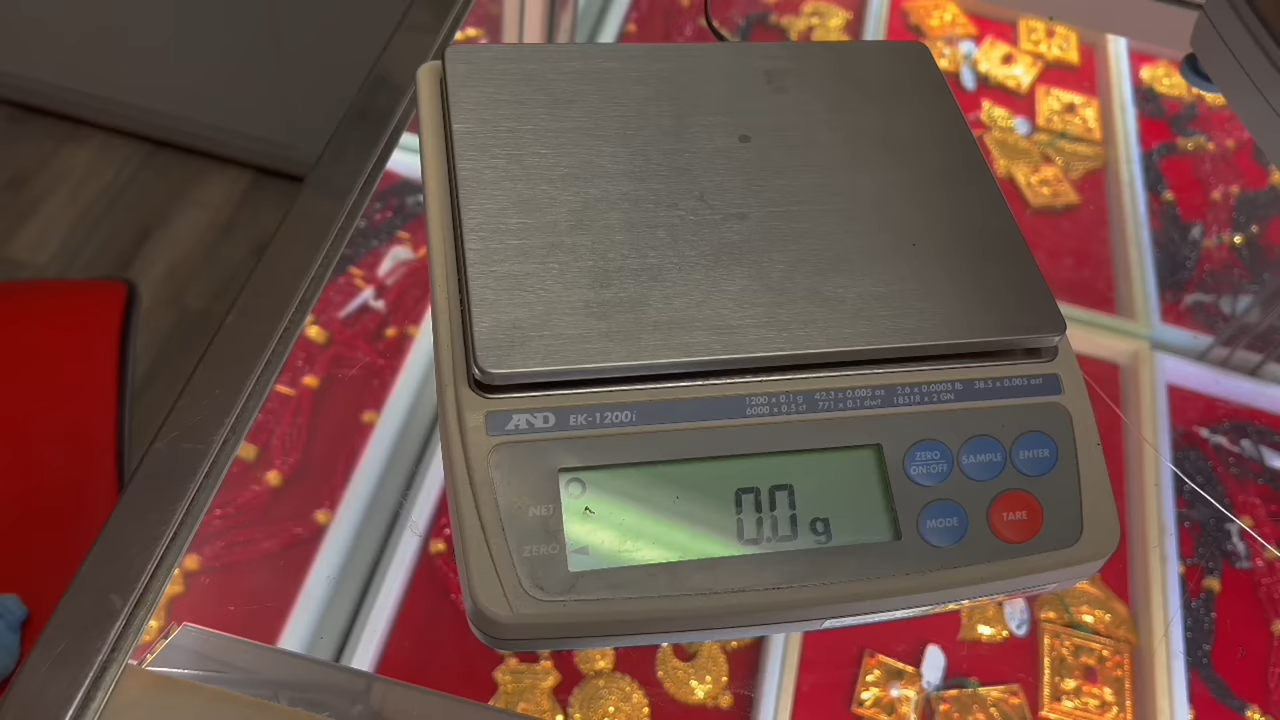 1200 x 0.1 g 42.3 x 0.005 oz 2.6 x 0.0005 lb 38.5 x 0.005 ozt
6000 x 0.5 ct 771 x 0.1 dwt 18518 x 2 GN
AND EK-1200i
ZERO
ON:OFF
SAMPLE
ENTER
NET
0.0 g
MODE
TARE
ZERO